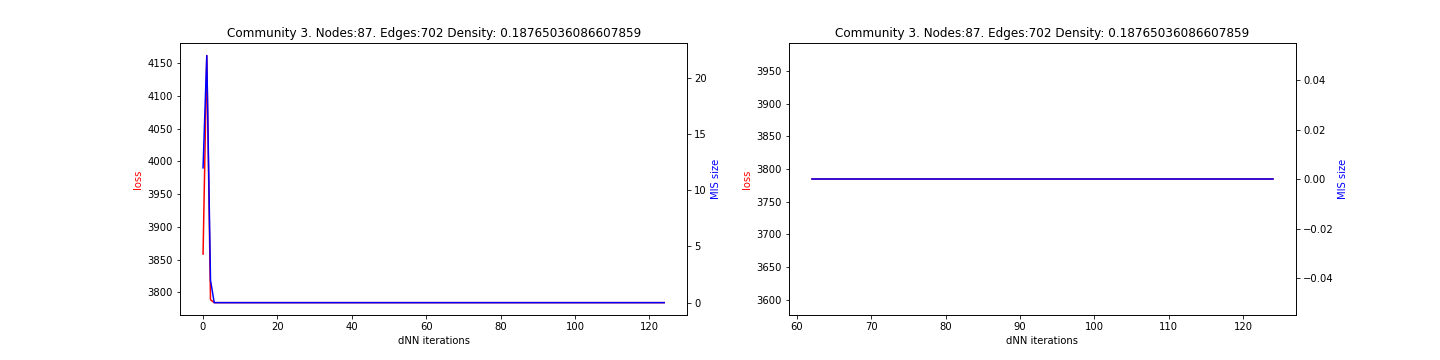 Community 3. Nodes:87. Edges:702 Density: 0.18765036086607859
4150
4100
4050
4000
3950
3900
3850
3800
loss
20
15
10
5
0
MIS size
0 20 40 60 80 100 120
dNN iterations
Community 3. Nodes:87. Edges:702 Density: 0.18765036086607859
3950
3900
3850
3800
3750
3700
3650
3600
loss
0.04
0.02
0.00
−0.02
−0.04
MIS size
60 70 80 90 100 110 120
dNN iterations